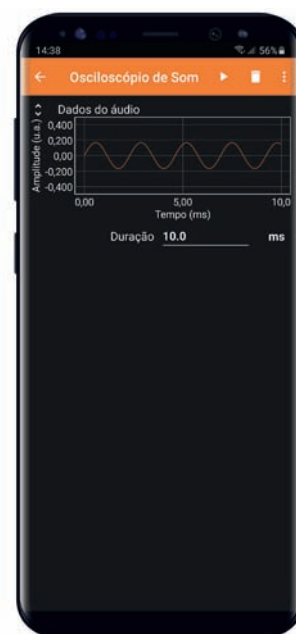 14:38 56%
Osciloscópio de Som
Dados do áudio
Amplitude (u.a.)
0,400
0,200
0,00
-0,200
-0,400
0,00 5,00 10,0
Tempo (ms)
Duração 10.0 ms